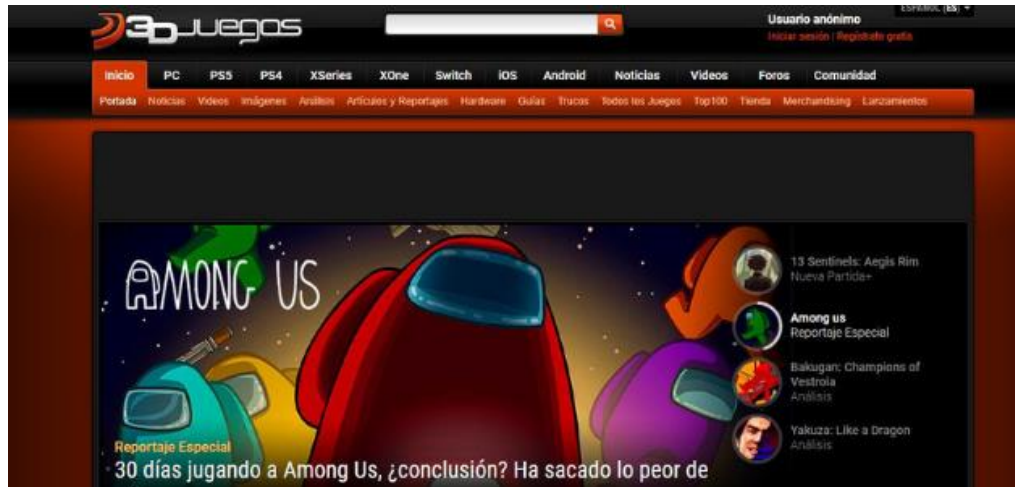 3DJUEGOS
ESPAÑOL [ES]
Usuario anónimo
Iniciar sesión | Regístrate gratis
Inicio PC PS5 PS4 XSeries XOne Switch iOS Android Noticias Videos Foros Comunidad
Portada Noticias Videos Imágenes Análisis Artículos y Reportajes Hardware Guías Trucos Todos los Juegos Top100 Tienda Merchandising Lanzamientos
AMONG US
13 Sentinels: Aegis Rim
Nueva Partida+
Among us
Reportaje Especial
Bakugan: Champions of
Vestroia
Análisis
Yakuza: Like a Dragon
Análisis
Reportaje Especial
30 días jugando a Among Us, ¿conclusión? Ha sacado lo peor de